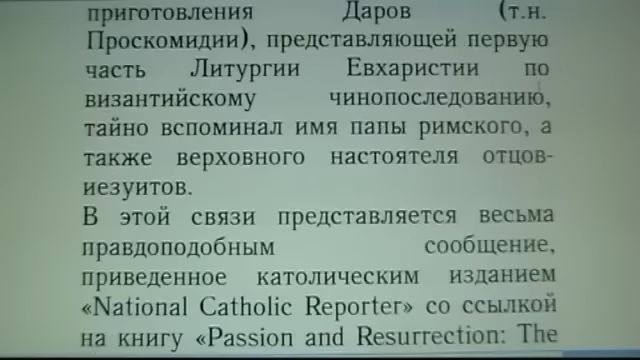 приготовления Даров (т.н.
Проскомидии), представляющей первую
часть Литургии Евхаристии по
византийскому чинопоследованию,
тайно вспоминал имя папы римского, а
также верховного настоятеля отцов-
иезуитов.
В этой связи представляется весьма
правдоподобным сообщение,
приведенное католическим изданием
«National Catholic Reporter» со ссылкой
на книгу «Passion and Resurrection: The